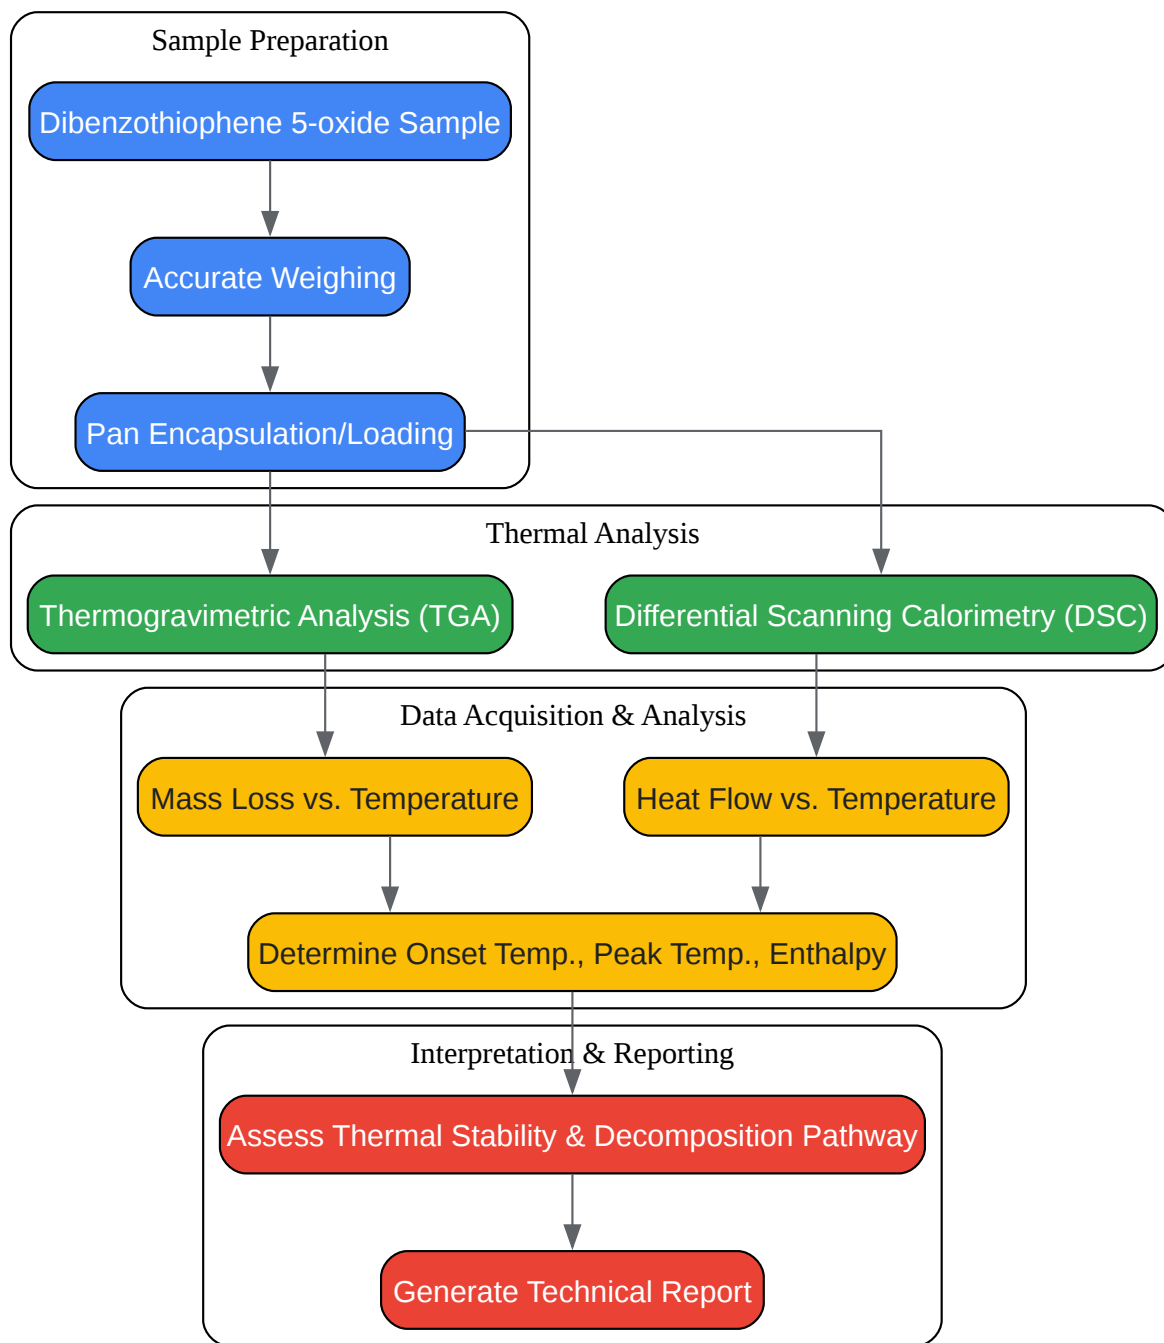 Sample Preparation
Dibenzothiophene 5-oxide Sample
Accurate Weighing
Pan Encapsulation/Loading
Thermal Analysis
Thermogravimetric Analysis (TGA)
Differential Scanning Calorimetry (DSC)
Data Acquisition & Analysis
Mass Loss vs. Temperature
Heat Flow vs. Temperature
Determine Onset Temp., Peak Temp., Enthalpy
Interpretation & Reporting
Assess Thermal Stability & Decomposition Pathway
Generate Technical Report